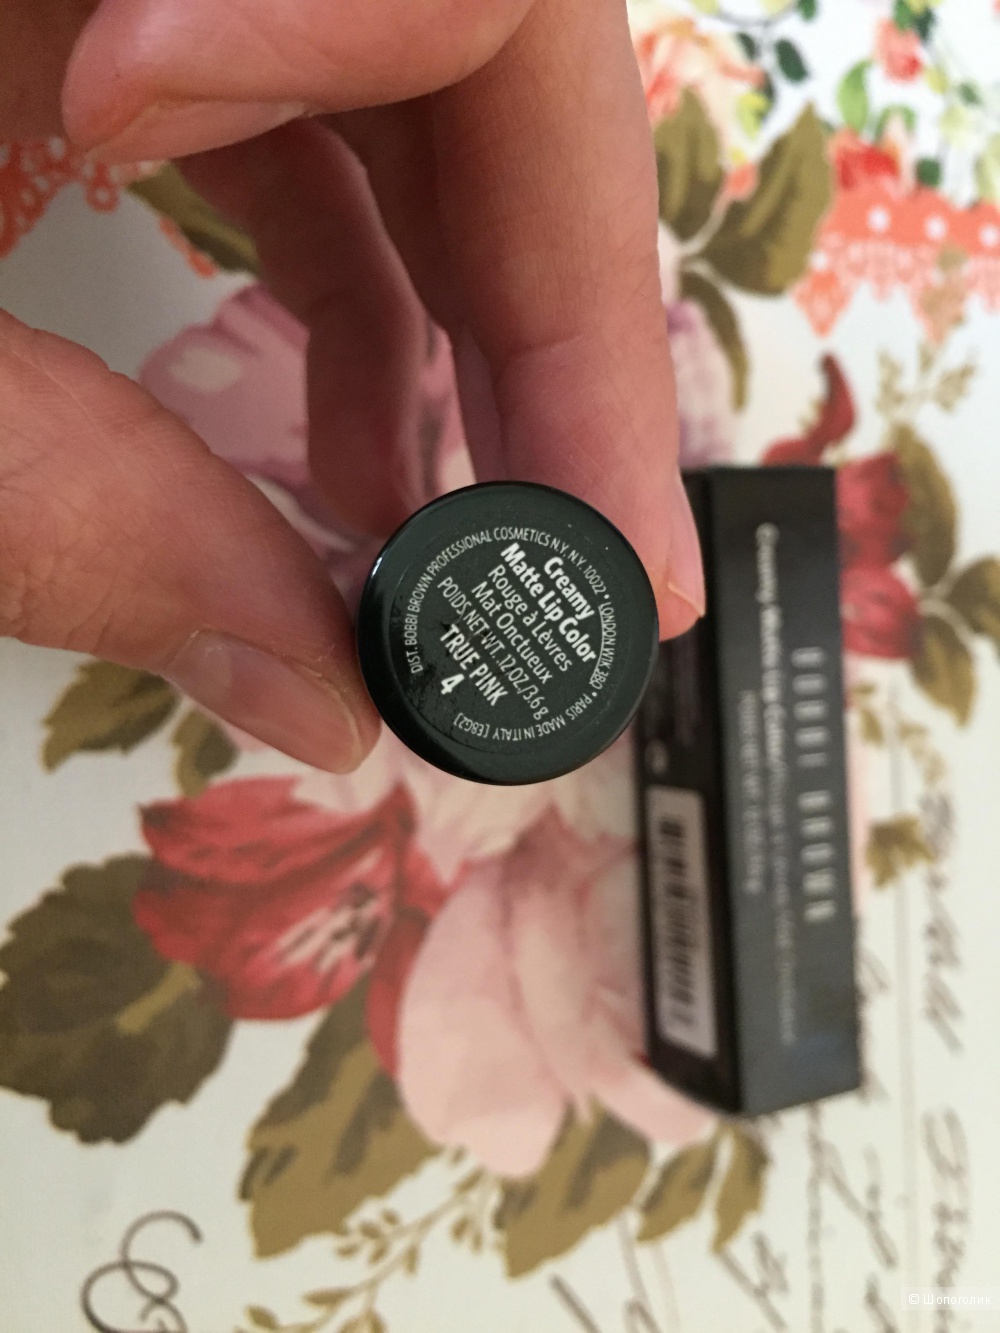 DIST. BOBBI BROWN PROFESSIONAL COSMETICS N.Y., N.Y. 10022 • LONDON W1K 3BQ • PARIS MADE IN ITALY [E8G2]
Creamy
Matte Lip Color
Rouge à Lèvres
Mat Onctueux
POIDS NET WT. .12 OZ./3.6 g
TRUE PINK
4
BOBBI BROWN
Creamy Matte Lip Color
© Шопоголик